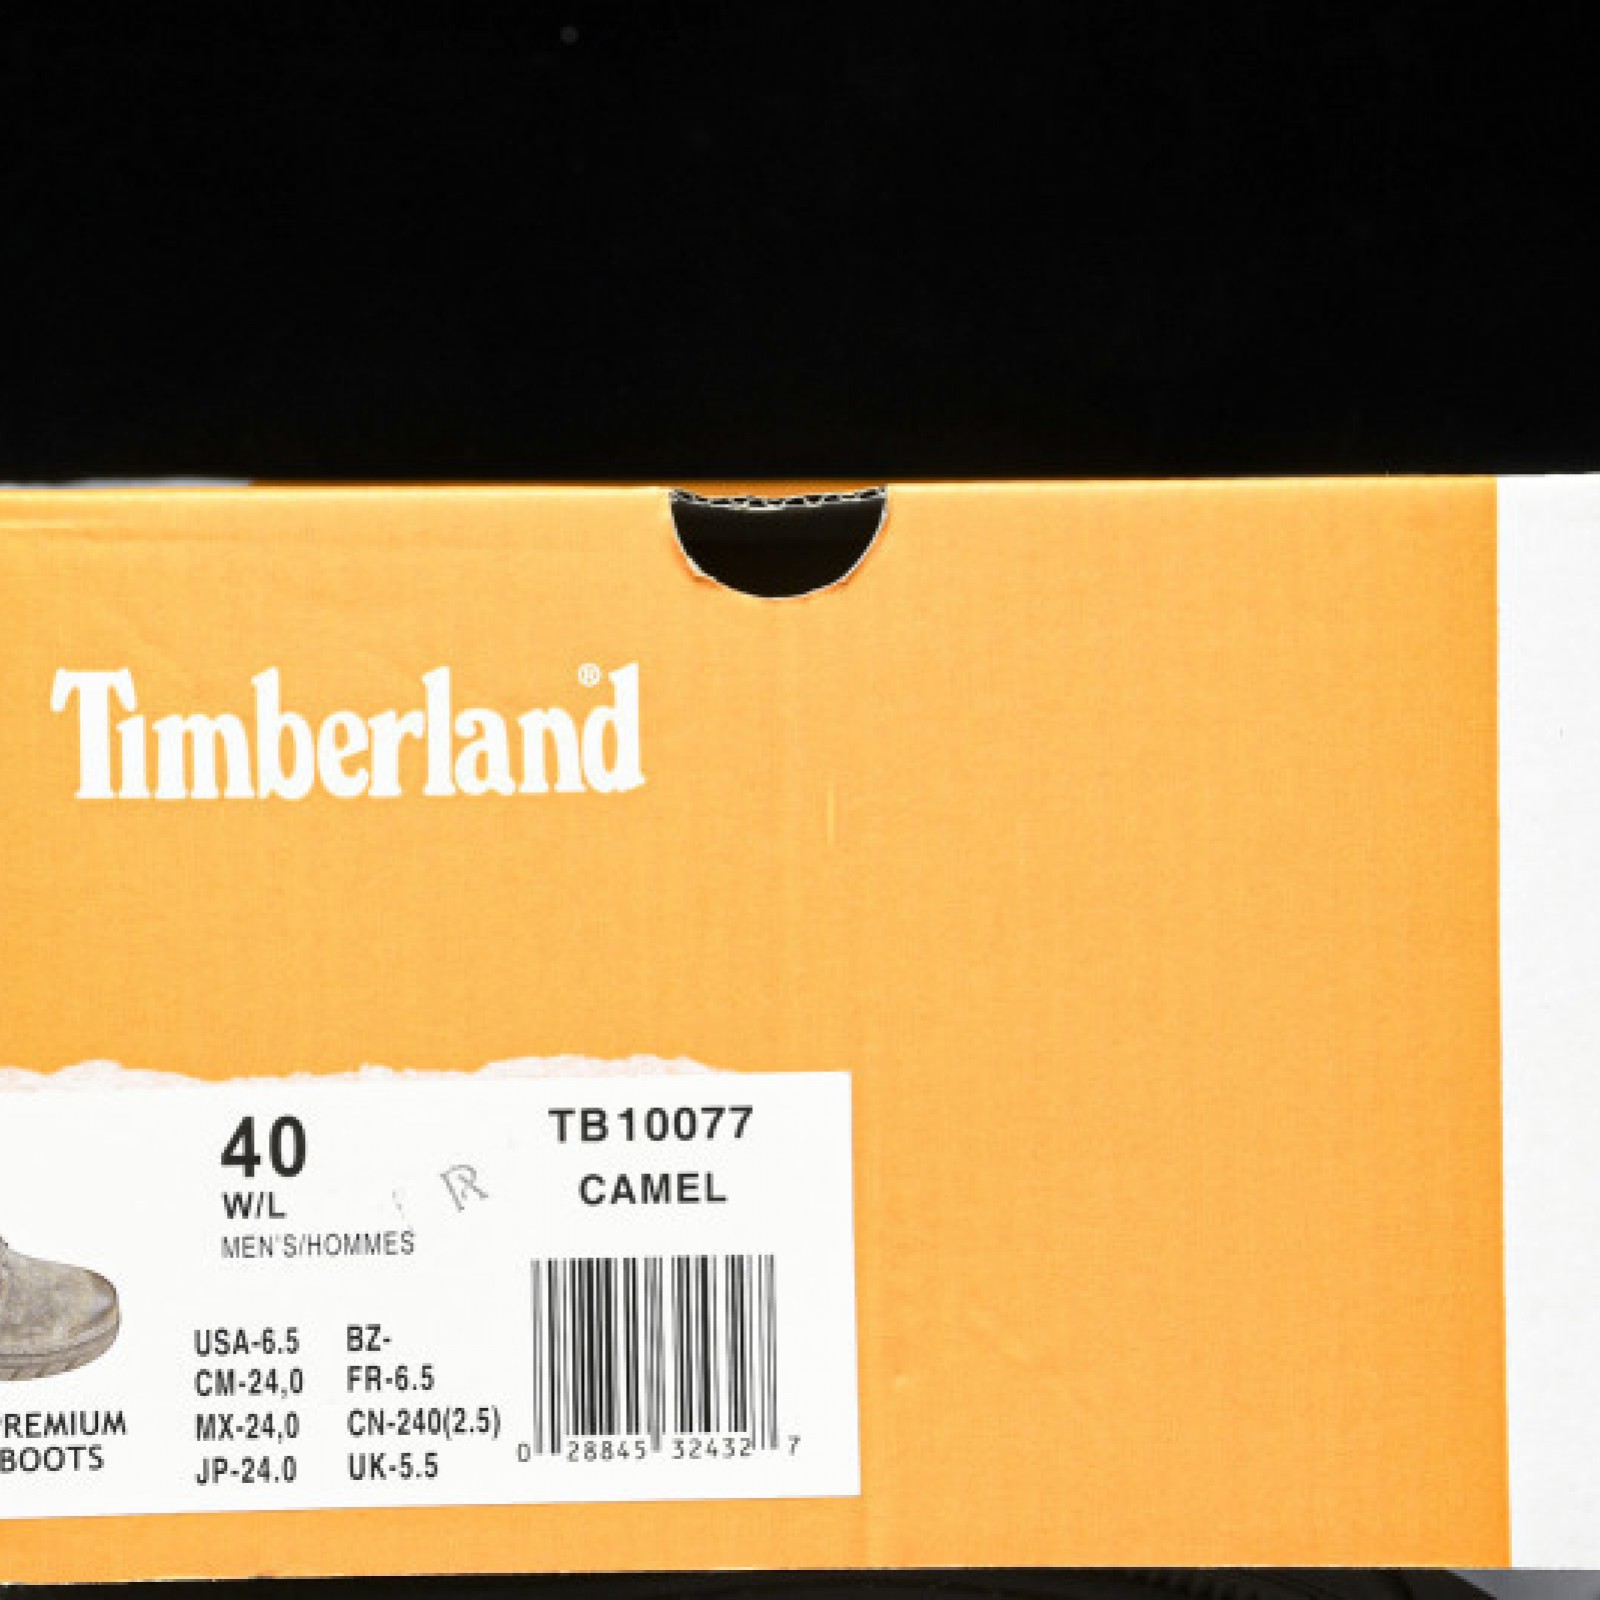 Timberland®
40
W/L
MEN'S/HOMMES
TB10077
CAMEL
R
USA-6.5 BZ-
CM-24,0 FR-6.5
MX-24,0 CN-240(2.5)
JP-24.0 UK-5.5
0 28845 32432 7
PREMIUM
BOOTS